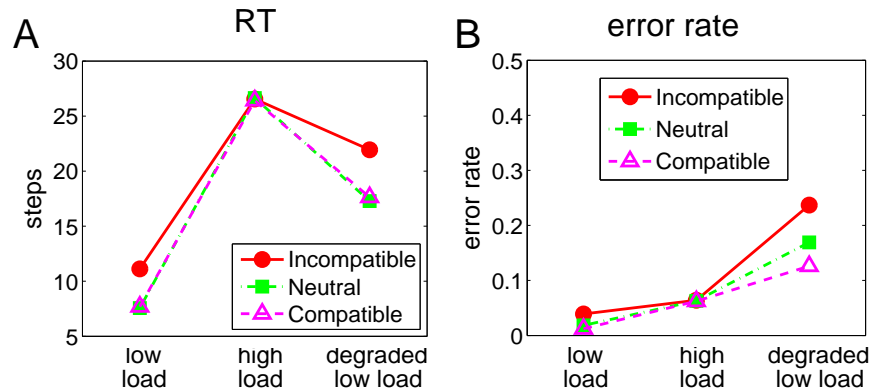 A
RT
30
25
20
15
10
5
steps
Incompatible
Neutral
Compatible
low
load
high
load
degraded
low load
B
error rate
0.5
0.4
0.3
0.2
0.1
0
error rate
Incompatible
Neutral
Compatible
low
load
high
load
degraded
low load